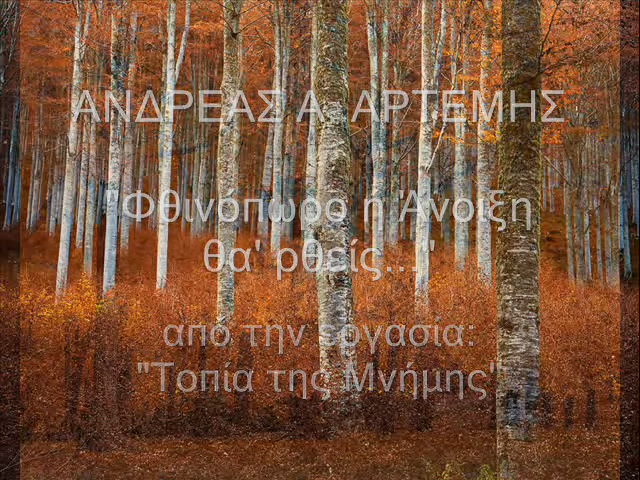 ΑΝΔΡΕΑΣ Α. ΑΡΤΕΜΗΣ
"Φθινόπωρο ή Άνοιξη
θα' ρθείς..."
από την εργασία:
"Τοπία της Μνήμης"